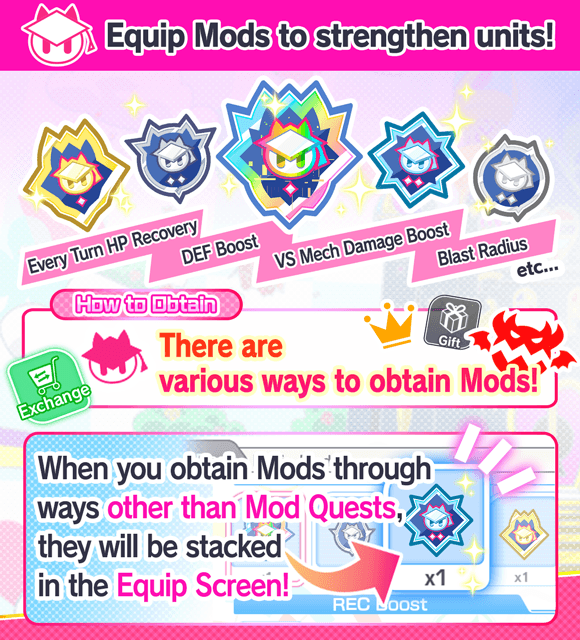 Equip Mods to strengthen units!
Every Turn HP Recovery
DEF Boost
VS Mech Damage Boost
Blast Radius
etc...
How to Obtain
Gift
There are
various ways to obtain Mods!
Exchange
When you obtain Mods through
ways other than Mod Quests,
they will be stacked
in the Equip Screen!
x1
x1
REC Boost